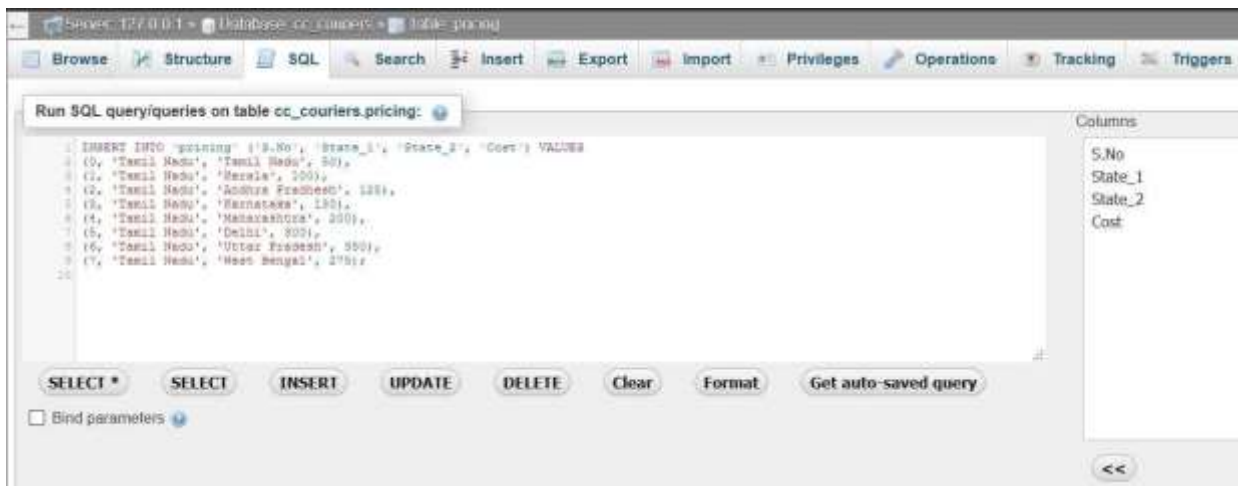 Server: 127.0.0.1 » Database: cc_couriers » Table: pricing
Browse Structure SQL Search Insert Export Import Privileges Operations Tracking Triggers
Run SQL query/queries on table cc_couriers.pricing:
Columns
1 INSERT INTO `pricing` (`S.No`, `State_1`, `State_2`, `Cost`) VALUES
2 (0, 'Tamil Nadu', 'Tamil Nadu', 50),
3 (1, 'Tamil Nadu', 'Kerala', 100),
4 (2, 'Tamil Nadu', 'Andhra Pradhesh',
5 (3, 'Tamil Nadu', 'Karnataka',
6 (4, 'Tamil Nadu', 'Maharashtra', 200),
7 (5, 'Tamil Nadu', 'Delhi', 300),
8 (6, 'Tamil Nadu', 'Uttar Pradesh',
9 (7, 'Tamil Nadu', 'West Bengal', 275);
10
S.No
State_1
State_2
Cost
SELECT * SELECT INSERT UPDATE DELETE Clear Format Get auto-saved query
Bind parameters
<<